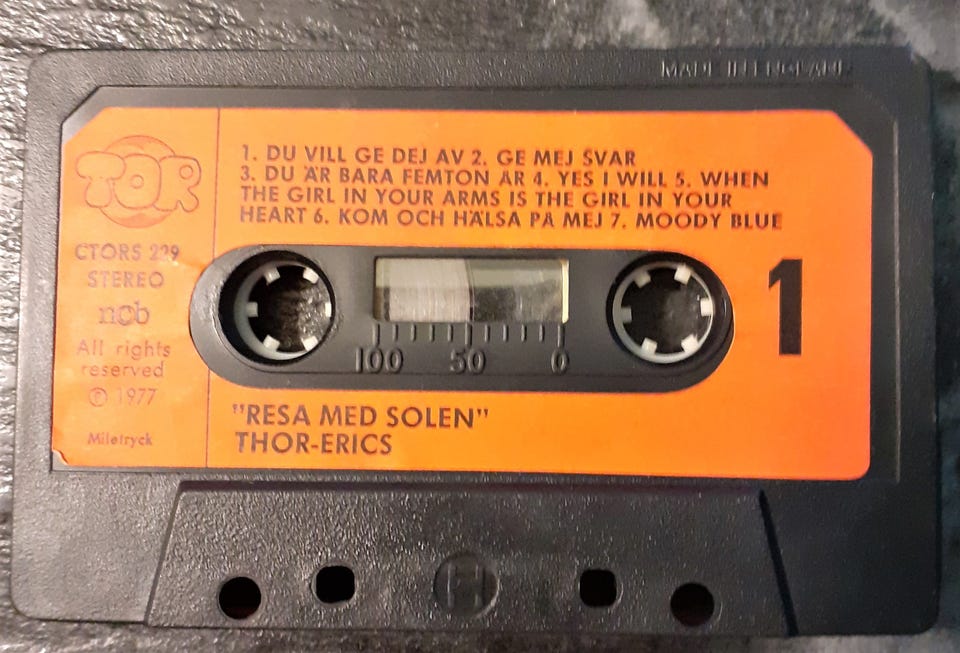 MADE IN ENGLAND
TOR
1. DU VILL GE DEJ AV 2. GE MEJ SVAR
3. DU ÄR BARA FEMTON ÅR 4. YES I WILL 5. WHEN
THE GIRL IN YOUR ARMS IS THE GIRL IN YOUR
HEART 6. KOM OCH HÄLSA PÅ MEJ 7. MOODY BLUE
CTORS 229
STEREO
ncb
All rights
reserved
Ⓟ 1977
Miletryck
1
100 50 0
"RESA MED SOLEN"
THOR-ERICS
H